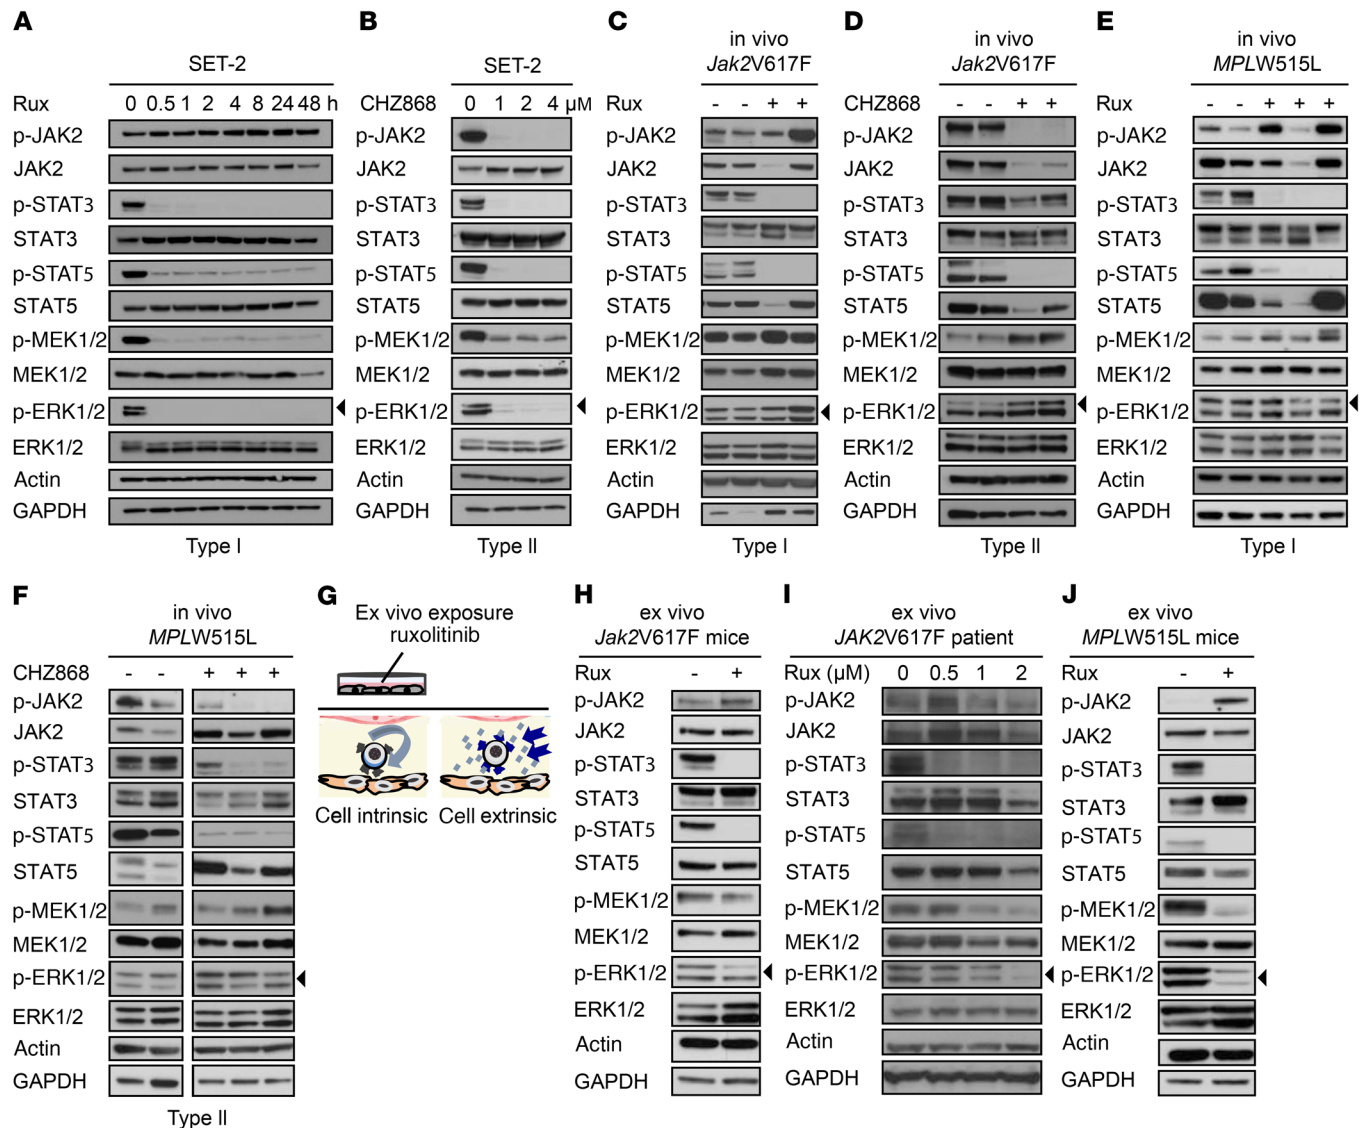 A
SET-2
Rux 0 0.5 1 2 4 8 24 48 h
p-JAK2
JAK2
p-STAT3
STAT3
p-STAT5
STAT5
p-MEK1/2
MEK1/2
p-ERK1/2
ERK1/2
Actin
GAPDH
Type I
B
SET-2
CHZ868 0 1 2 4 µM
p-JAK2
JAK2
p-STAT3
STAT3
p-STAT5
STAT5
p-MEK1/2
MEK1/2
p-ERK1/2
ERK1/2
Actin
GAPDH
Type II
C
in vivo
Jak2V617F
Rux - - + +
p-JAK2
JAK2
p-STAT3
STAT3
p-STAT5
STAT5
p-MEK1/2
MEK1/2
p-ERK1/2
ERK1/2
Actin
GAPDH
Type I
D
in vivo
Jak2V617F
CHZ868 - - + +
p-JAK2
JAK2
p-STAT3
STAT3
p-STAT5
STAT5
p-MEK1/2
MEK1/2
p-ERK1/2
ERK1/2
Actin
GAPDH
Type II
E
in vivo
MPLW515L
Rux - - + + +
p-JAK2
JAK2
p-STAT3
STAT3
p-STAT5
STAT5
p-MEK1/2
MEK1/2
p-ERK1/2
ERK1/2
Actin
GAPDH
Type I
F
in vivo
MPLW515L
CHZ868 - - + + +
p-JAK2
JAK2
p-STAT3
STAT3
p-STAT5
STAT5
p-MEK1/2
MEK1/2
p-ERK1/2
ERK1/2
Actin
GAPDH
Type II
G
Ex vivo exposure
ruxolitinib
Cell intrinsic Cell extrinsic
H
ex vivo
Jak2V617F mice
Rux - +
p-JAK2
JAK2
p-STAT3
STAT3
p-STAT5
STAT5
p-MEK1/2
MEK1/2
p-ERK1/2
ERK1/2
Actin
GAPDH
I
ex vivo
JAK2V617F patient
Rux (µM) 0 0.5 1 2
p-JAK2
JAK2
p-STAT3
STAT3
p-STAT5
STAT5
p-MEK1/2
MEK1/2
p-ERK1/2
ERK1/2
Actin
GAPDH
J
ex vivo
MPLW515L mice
Rux - +
p-JAK2
JAK2
p-STAT3
STAT3
p-STAT5
STAT5
p-MEK1/2
MEK1/2
p-ERK1/2
ERK1/2
Actin
GAPDH